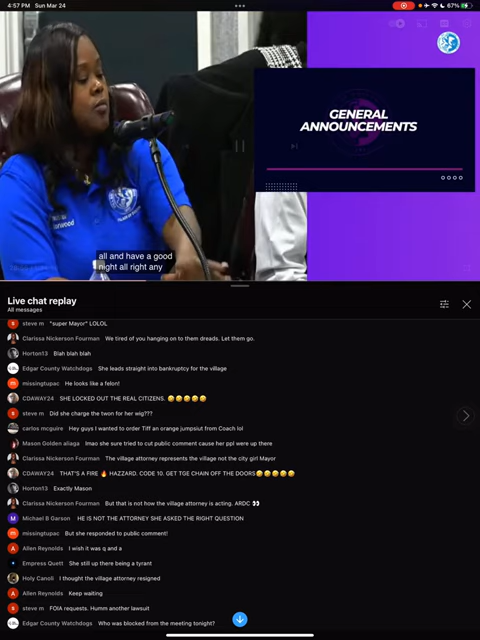 4:57 PM Sun Mar 24
67%
GENERAL
ANNOUNCEMENTS
all and have a good
night all right any
Live chat replay
All messages
steve m "super Mayor" LOLOL
Clarissa Nickerson Fourman We tired of you hanging on to them dreads. Let them go.
Horton13 Blah blah blah
Edgar County Watchdogs She leads straight into bankruptcy for the village
missingtupac He looks like a felon!
CDAWAY24 SHE LOCKED OUT THE REAL CITIZENS. 🤣🤣🤣🤣🤣
steve m Did she charge the twon for her wig???
carlos mcguire Hey guys I wanted to order Tiff an orange jumpsiut from Coach lol
Mason Golden aliaga lmao she sure tried to cut public comment cause her ppl were up there
Clarissa Nickerson Fourman The village attorney represents the village not the city girl Mayor
CDAWAY24 THAT'S A FIRE 🔥 HAZZARD. CODE 10. GET TGE CHAIN OFF THE DOORS🤣🤣🤣🤣🤣
Horton13 Exactly Mason
Clarissa Nickerson Fourman But that is not how the village attorney is acting. ARDC 👀
Michael B Garson HE IS NOT THE ATTORNEY SHE ASKED THE RIGHT QUESTION
missingtupac But she responded to public comment!
Allen Reynolds I wish it was q and a
Empress Quett She still up there being a tyrant
Holy Canoli I thought the village attorney resigned
Allen Reynolds Keep waiting
steve m FOIA requests. Humm another lawsuit
Edgar County Watchdogs Who was blocked from the meeting tonight?